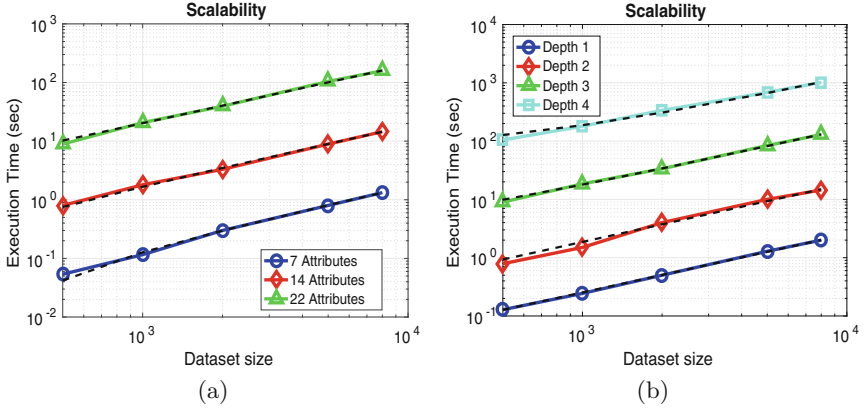 Scalability
10^3
10^2
10^1
10^0
10^-1
10^-2
Execution Time (sec)
7 Attributes
14 Attributes
22 Attributes
10^3
10^4
Dataset size
(a)
Scalability
10^5
10^4
10^3
10^2
10^1
10^0
10^-1
Execution Time (sec)
Depth 1
Depth 2
Depth 3
Depth 4
10^3
10^4
Dataset size
(b)